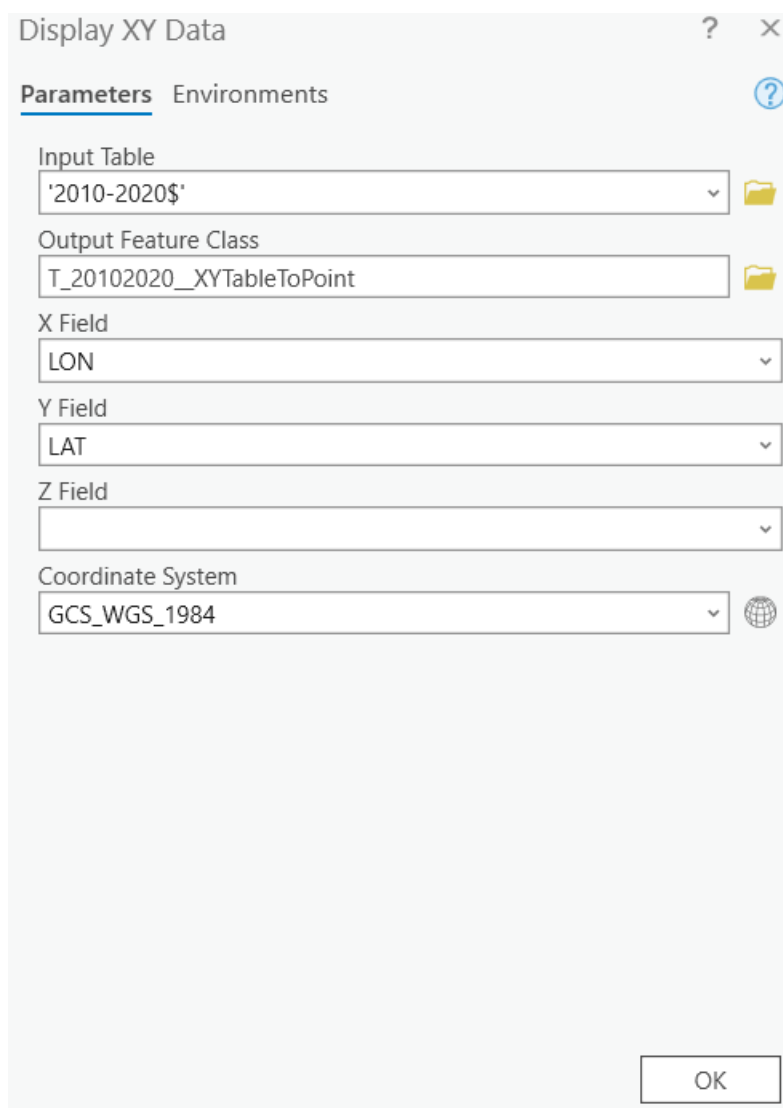 Display XY Data ? ×
Parameters Environments ?
Input Table
'2010-2020$'
Output Feature Class
T_20102020__XYTableToPoint
X Field
LON
Y Field
LAT
Z Field
Coordinate System
GCS_WGS_1984
OK